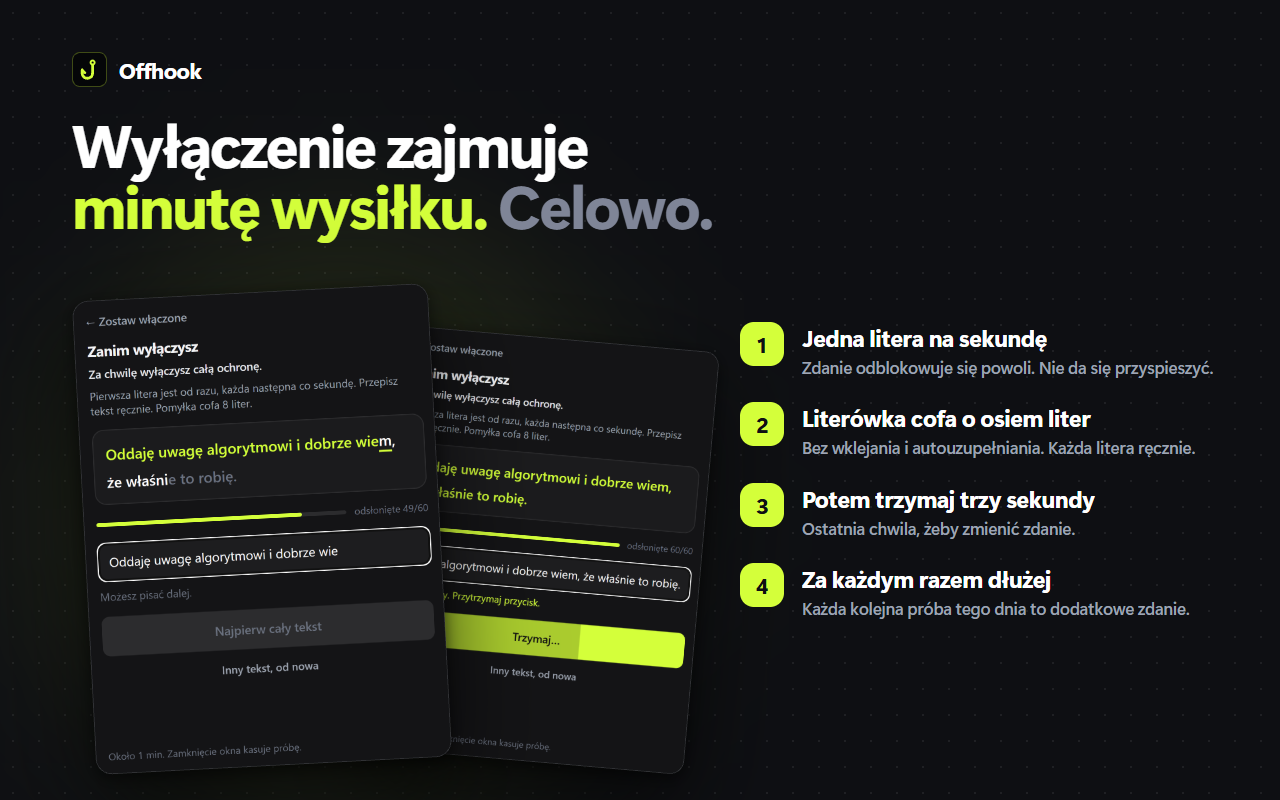 Offhook
Wyłączenie zajmuje
minutę wysiłku. Celowo.
← Zostaw włączone
Zanim wyłączysz
Za chwilę wyłączysz całą ochronę.
Pierwsza litera jest od razu, każda następna co sekundę. Przepisz
tekst ręcznie. Pomyłka cofa 8 liter.
Oddaję uwagę algorytmowi i dobrze wiem,
że właśnie to robię.
odsłonięte 49/60
Oddaję uwagę algorytmowi i dobrze wie
Możesz pisać dalej.
Najpierw cały tekst
Inny tekst, od nowa
Około 1 min. Zamknięcie okna kasuje próbę.
ostaw włączone
im wyłączysz
wilę wyłączysz całą ochronę.
za litera jest od razu, każda następna co sekundę. Przepisz
ęcznie. Pomyłka cofa 8 liter.
aję uwagę algorytmowi i dobrze wiem,
łaśnie to robię.
odsłonięte 60/60
algorytmowi i dobrze wiem, że właśnie to robię.
y. Przytrzymaj przycisk.
Trzymaj...
Inny tekst, od nowa
nięcie okna kasuje próbę.
1 Jedna litera na sekundę
Zdanie odblokowuje się powoli. Nie da się przyspieszyć.
2 Literówka cofa o osiem liter
Bez wklejania i autouzupełniania. Każda litera ręcznie.
3 Potem trzymaj trzy sekundy
Ostatnia chwila, żeby zmienić zdanie.
4 Za każdym razem dłużej
Każda kolejna próba tego dnia to dodatkowe zdanie.